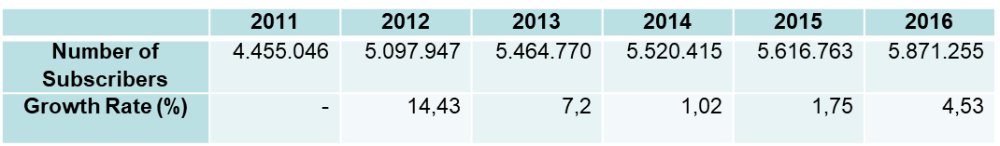 2011 2012 2013 2014 2015 2016
Number of 4.455.046 5.097.947 5.464.770 5.520.415 5.616.763 5.871.255
Subscribers
Growth Rate (%) - 14,43 7,2 1,02 1,75 4,53